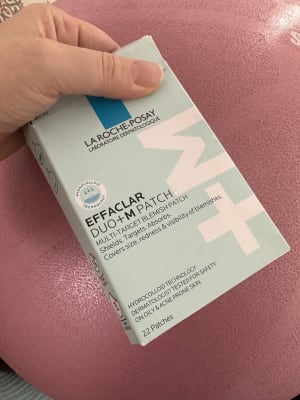 LA ROCHE-POSAY
LABORATOIRE DERMATOLOGIQUE
M+
EFFACLAR
DUO+M PATCH
MULTI-TARGET BLEMISH PATCH
Shields. Targets. Absorbs.
Covers size, redness & visibility of blemishes.
HYDROCOLLOID TECHNOLOGY
DERMATOLOGIST TESTED FOR SAFETY
ON OILY & ACNE PRONE SKIN
22 Patches